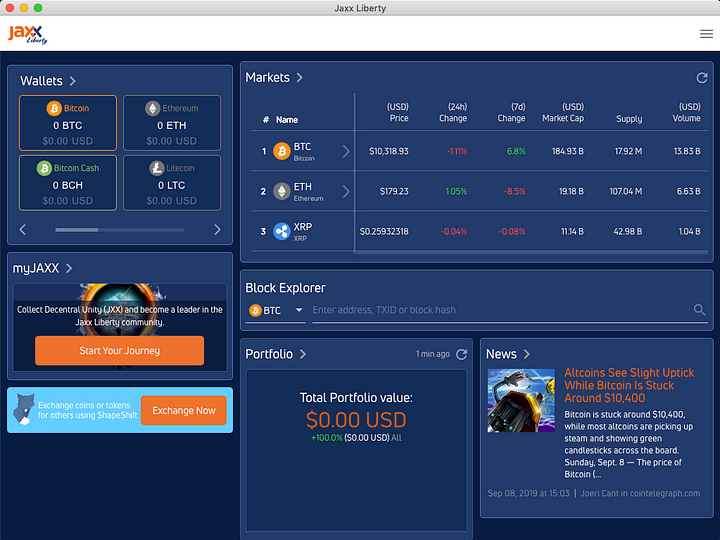 Jaxx Liberty
jaxx
Liberty
Wallets
Bitcoin
0 BTC
$0.00 USD
Ethereum
0 ETH
$0.00 USD
Bitcoin Cash
0 BCH
$0.00 USD
Litecoin
0 LTC
$0.00 USD
myJAXX
Collect Decentral Unity (JXX) and become a leader in the
Jaxx Liberty community.
Start Your Journey
Exchange coins or tokens
for others using ShapeShift
Exchange Now
Markets
# Name (USD) Price (24h) Change (7d) Change (USD) Market Cap Supply (USD) Volume
1 BTC Bitcoin $10,318.93 -1.11% 6.8% 184.93 B 17.92 M 13.83 B
2 ETH Ethereum $179.23 1.05% -8.5% 19.18 B 107.04 M 6.63 B
3 XRP XRP $0.25932318 -0.04% -0.08% 11.14 B 42.98 B 1.04 B
Block Explorer
BTC Enter address, TXID or block hash
Portfolio 1 min ago
Total Portfolio value:
$0.00 USD
+100.0% ($0.00 USD) All
News
Altcoins See Slight Uptick
While Bitcoin Is Stuck
Around $10,400
Bitcoin is stuck around $10,400,
while most altcoins are picking up
steam and showing green
candlesticks across the board.
Sunday, Sept. 8 — The price of
Bitcoin (...
Sep 08, 2019 at 15:03 | Joeri Cant in cointelegraph.com